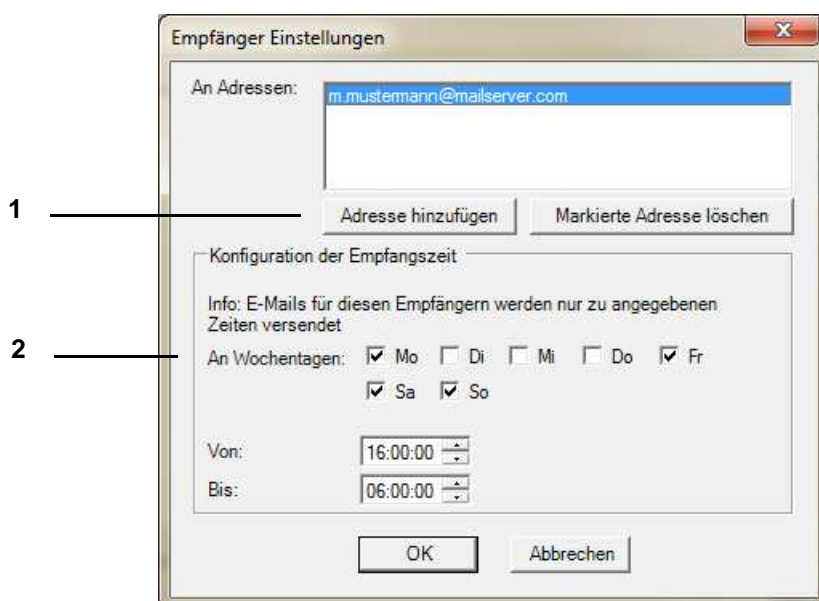 Empfänger Einstellungen
An Adressen:
m.mustermann@mailserver.com
1
Adresse hinzufügen
Markierte Adresse löschen
Konfiguration der Empfangszeit
Info: E-Mails für diesen Empfängern werden nur zu angegebenen
Zeiten versendet
2
An Wochentagen: Mo Di Mi Do Fr
Sa So
Von: 16:00:00
Bis: 06:00:00
OK
Abbrechen